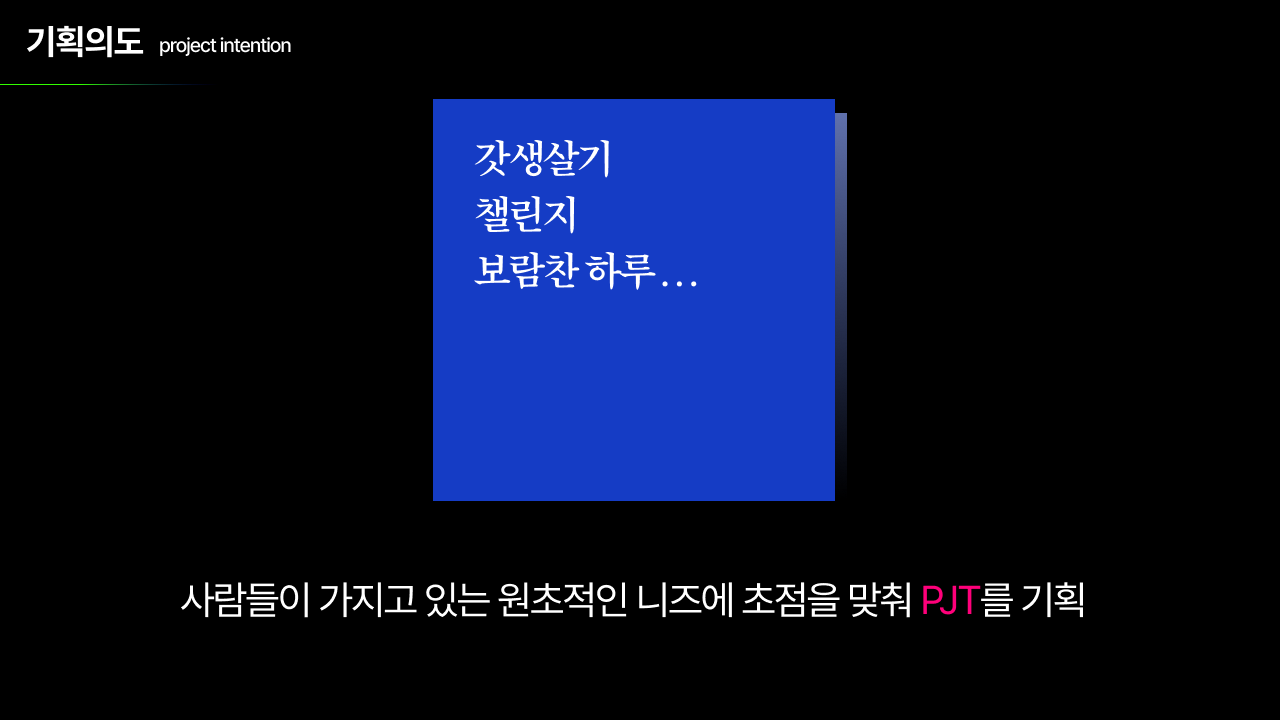 기획의도 project intention
갓생살기
챌린지
보람찬 하루...
사람들이 가지고 있는 원초적인 니즈에 초점을 맞춰 PJT를 기획